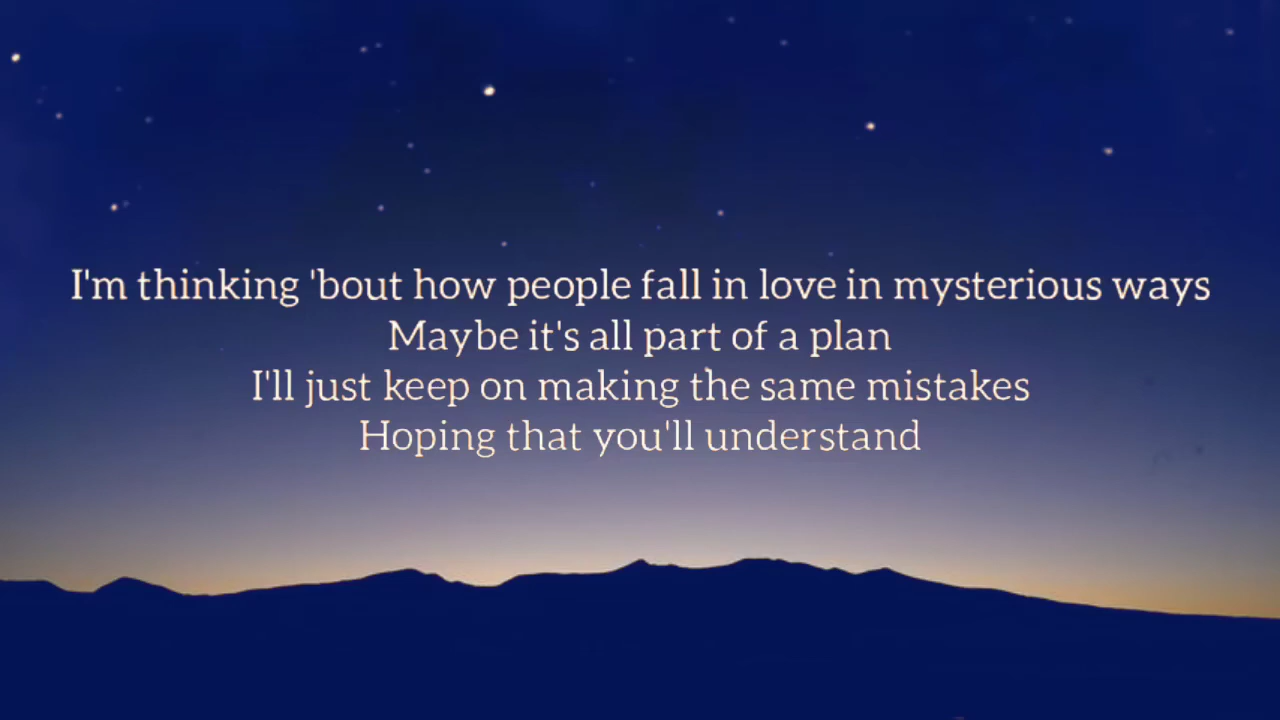 I'm thinking 'bout how people fall in love in mysterious ways
Maybe it's all part of a plan
I'll just keep on making the same mistakes
Hoping that you'll understand